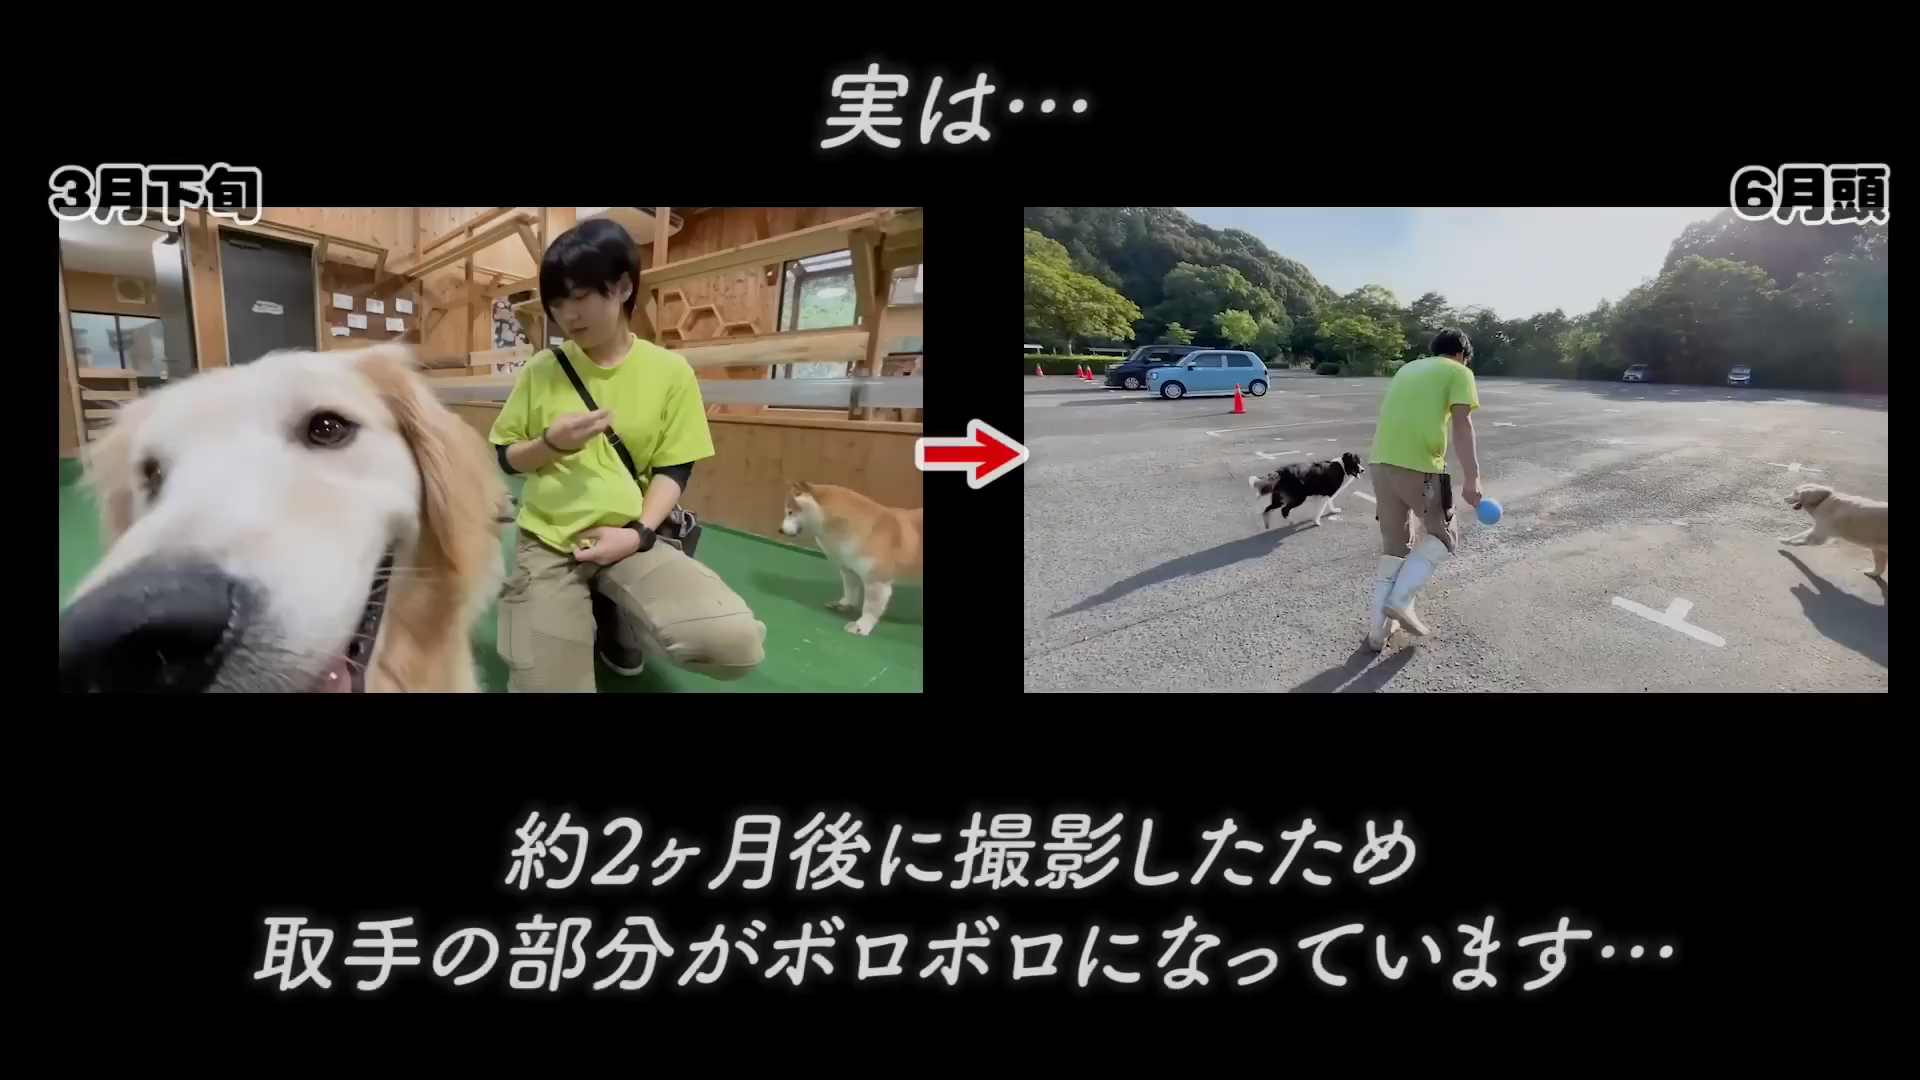 実は…
3月下旬
6月頭
約2ヶ月後に撮影したため
取手の部分がボロボロになっています…